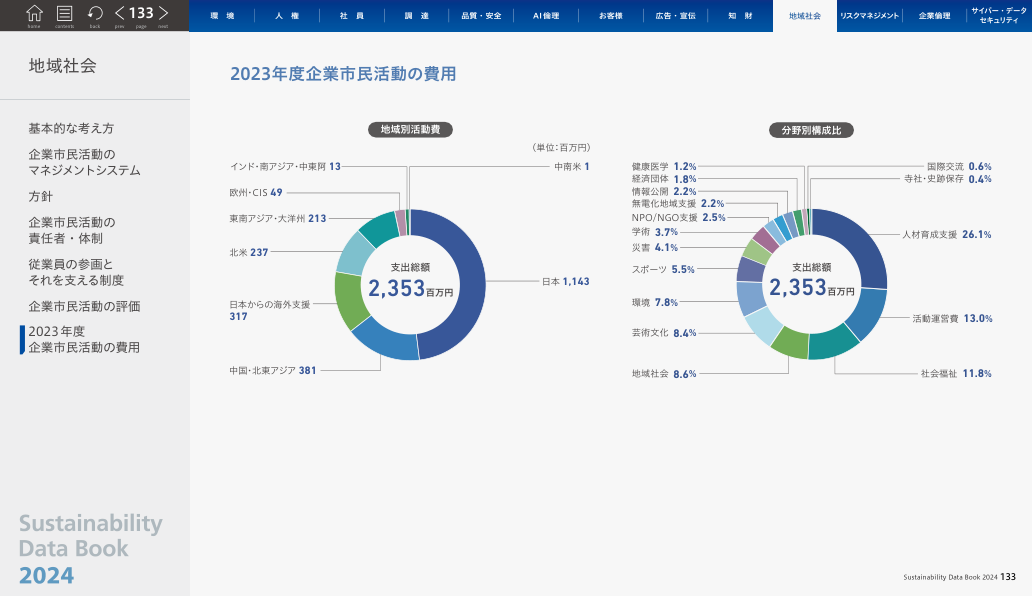 133
home
contents
back
prev
page
next
環 境
人 権
社 員
調 達
品質・安全
AI倫理
お客様
広告・宣伝
知 財
地域社会
リスクマネジメント
企業倫理
サイバー・データ
セキュリティ
地域社会
基本的な考え方
企業市民活動の
マネジメントシステム
方針
企業市民活動の
責任者・体制
従業員の参画と
それを支える制度
企業市民活動の評価
2023年度
企業市民活動の費用
Sustainability
Data Book
2024
2023年度企業市民活動の費用
地域別活動費
（単位：百万円）
インド・南アジア・中東阿 13
中南米 1
欧州・CIS 49
東南アジア・大洋州 213
北米 237
日本からの海外支援
317
中国・北東アジア 381
日本 1,143
支出総額
2,353百万円
分野別構成比
健康医学 1.2%
経済団体 1.8%
情報公開 2.2%
無電化地域支援 2.2%
NPO/NGO支援 2.5%
学術 3.7%
災害 4.1%
スポーツ 5.5%
環境 7.8%
芸術文化 8.4%
地域社会 8.6%
国際交流 0.6%
寺社・史跡保存 0.4%
人材育成支援 26.1%
活動運営費 13.0%
社会福祉 11.8%
支出総額
2,353百万円
Sustainability Data Book 2024 133